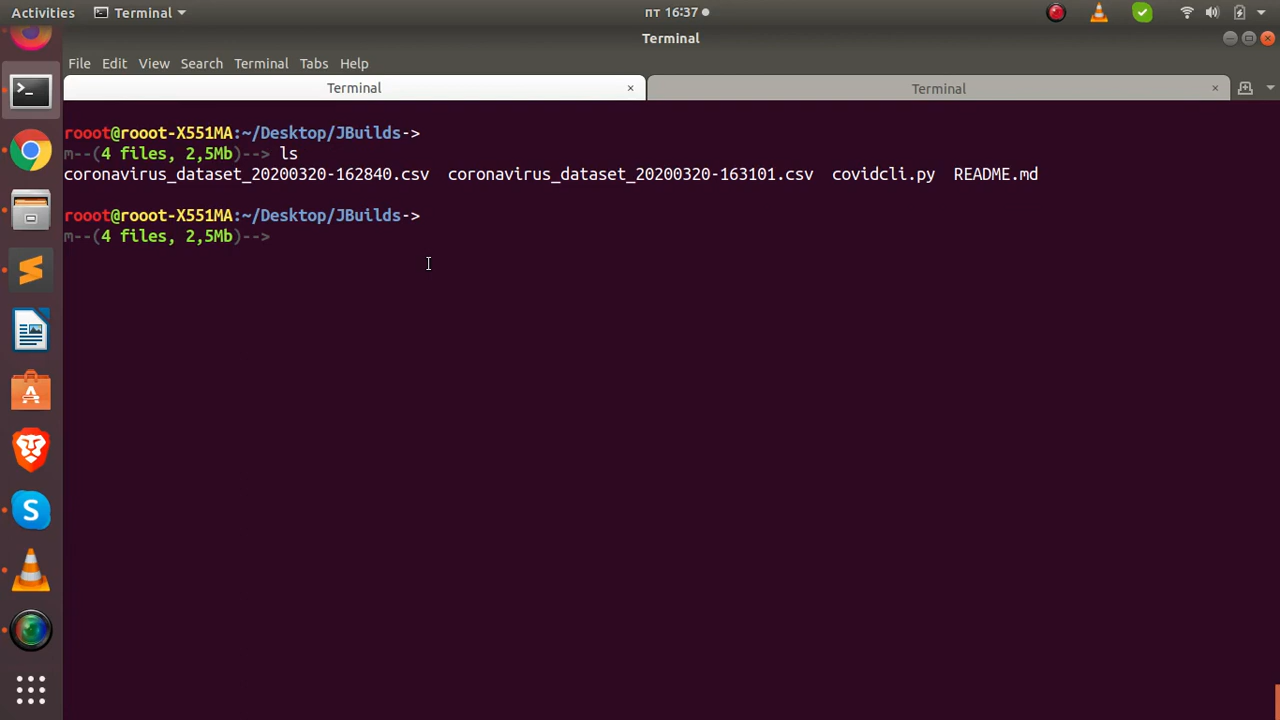 Activities Terminal пт 16:37
Terminal
File Edit View Search Terminal Tabs Help
Terminal × Terminal ×
rooot@rooot-X551MA:~/Desktop/JBuilds->
m--(4 files, 2,5Mb)--> ls
coronavirus_dataset_20200320-162840.csv coronavirus_dataset_20200320-163101.csv covidcli.py README.md
rooot@rooot-X551MA:~/Desktop/JBuilds->
m--(4 files, 2,5Mb)-->